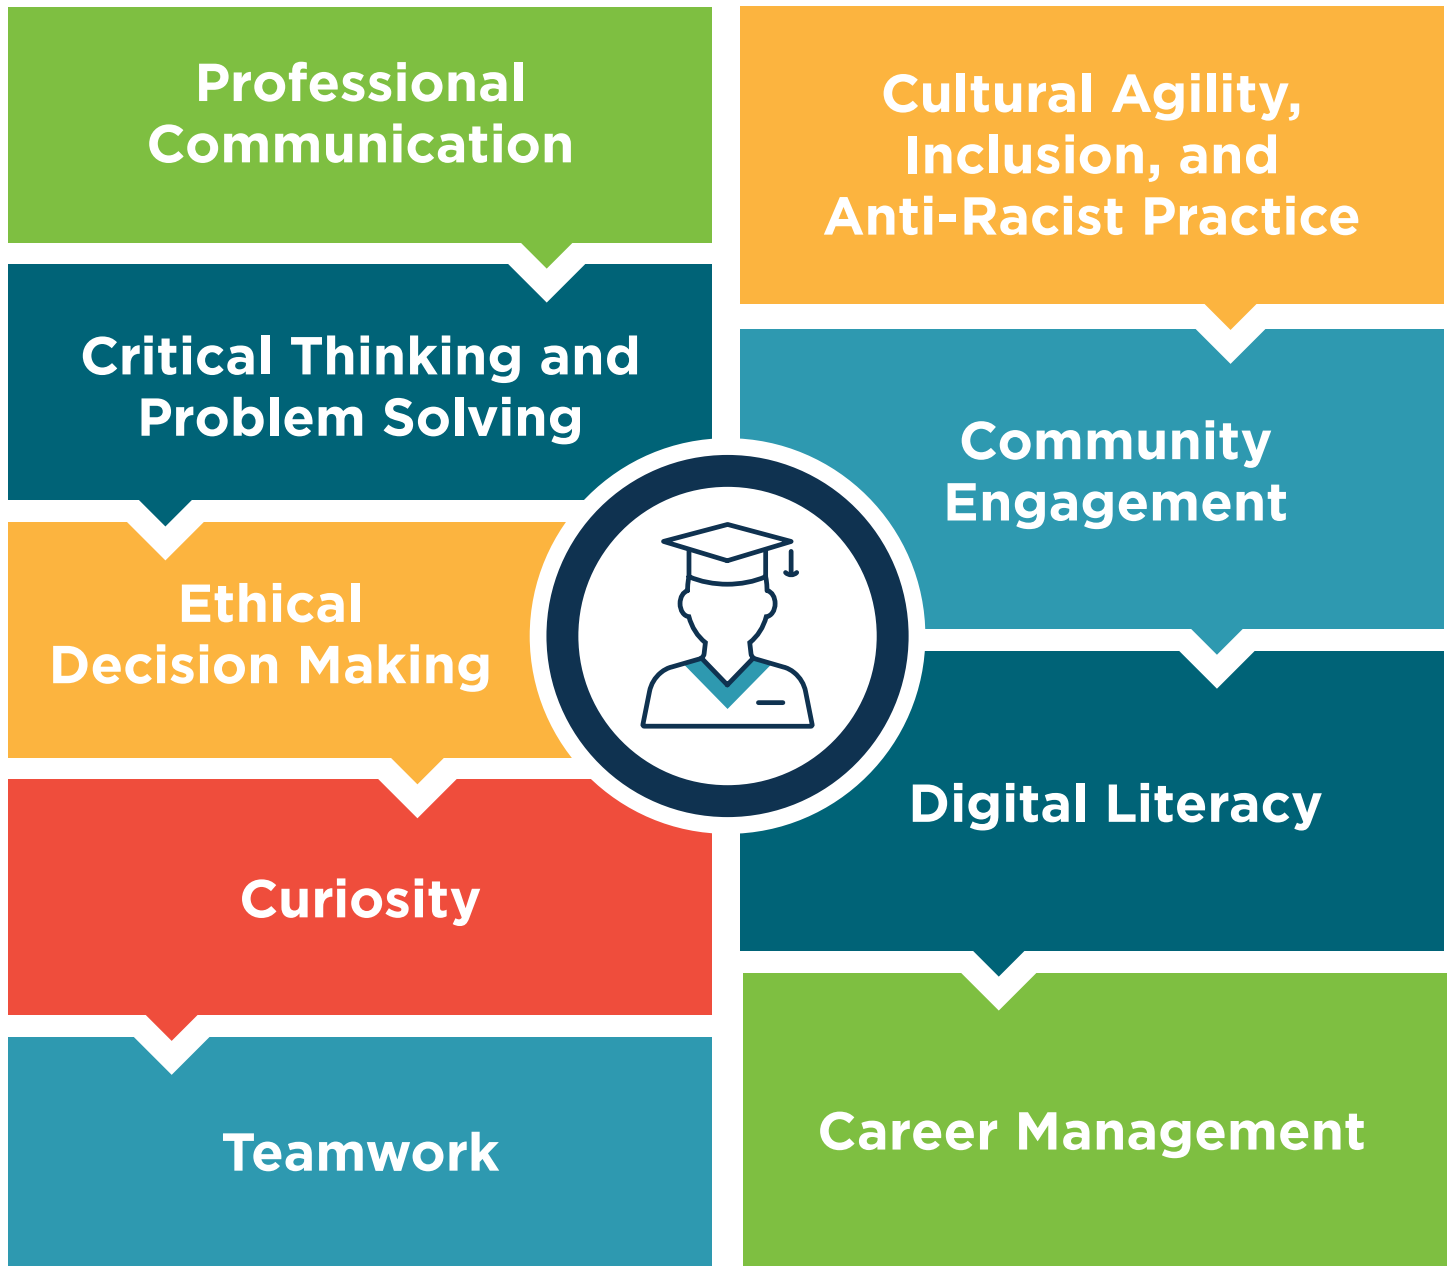 Professional
Communication
Critical Thinking and
Problem Solving
Ethical
Decision Making
Curiosity
Teamwork
Cultural Agility,
Inclusion, and
Anti-Racist Practice
Community
Engagement
Digital Literacy
Career Management